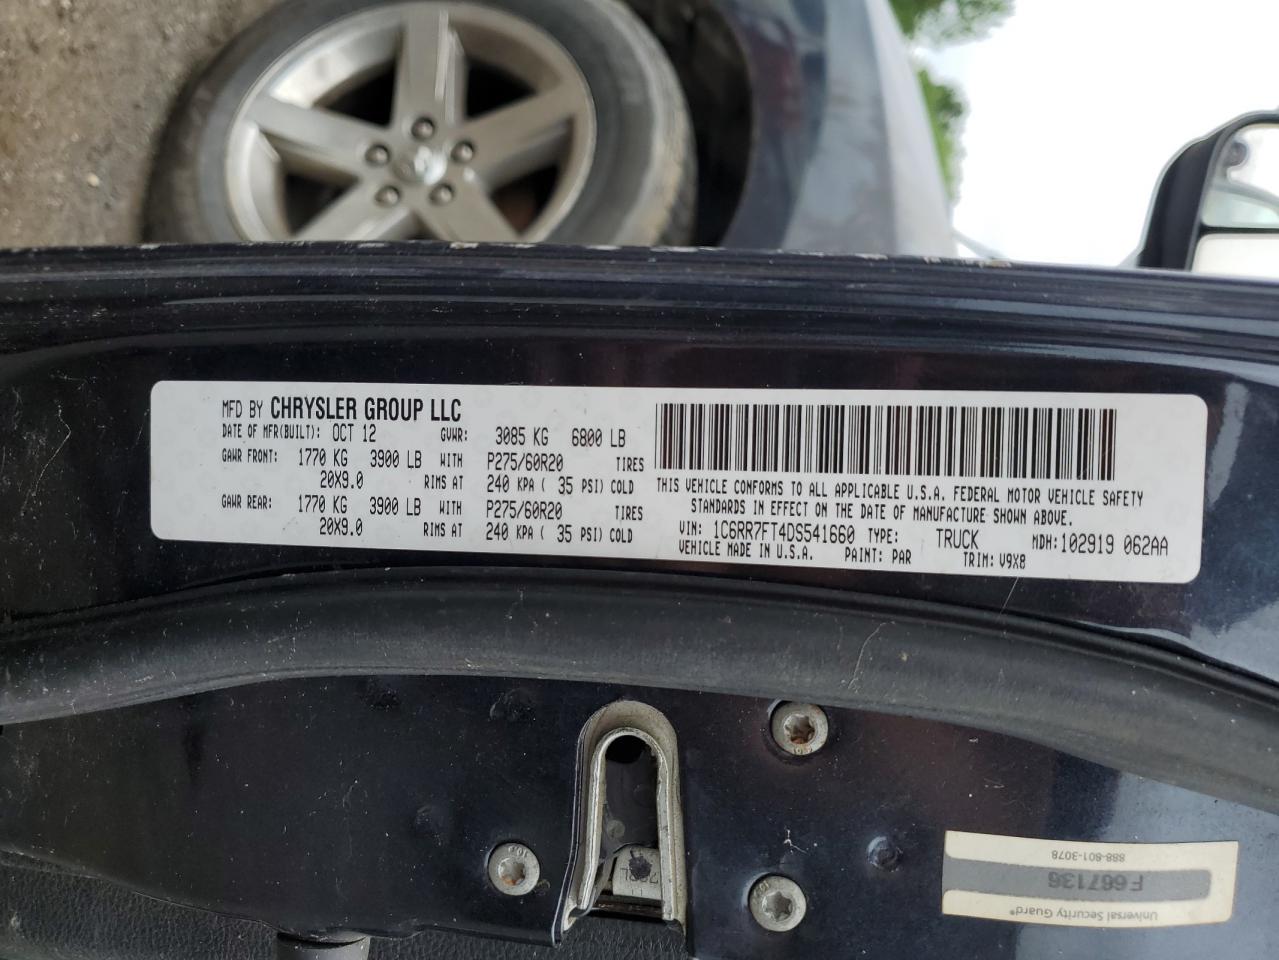 MFD BY CHRYSLER GROUP LLC
DATE OF MFR(BUILT): OCT 12 GVWR: 3085 KG 6800 LB
GAWR FRONT: 1770 KG 3900 LB WITH P275/60R20 TIRES
20X9.0 RIMS AT 240 KPA ( 35 PSI) COLD
GAWR REAR: 1770 KG 3900 LB WITH P275/60R20 TIRES
20X9.0 RIMS AT 240 KPA ( 35 PSI) COLD
THIS VEHICLE CONFORMS TO ALL APPLICABLE U.S.A. FEDERAL MOTOR VEHICLE SAFETY
STANDARDS IN EFFECT ON THE DATE OF MANUFACTURE SHOWN ABOVE.
VIN: 1C6RR7FT4DS541660 TYPE: TRUCK MDH:102919 062AA
VEHICLE MADE IN U.S.A. PAINT: PAR TRIM: V9X8
Universal Security Guard®
F 667136
888-801-3078